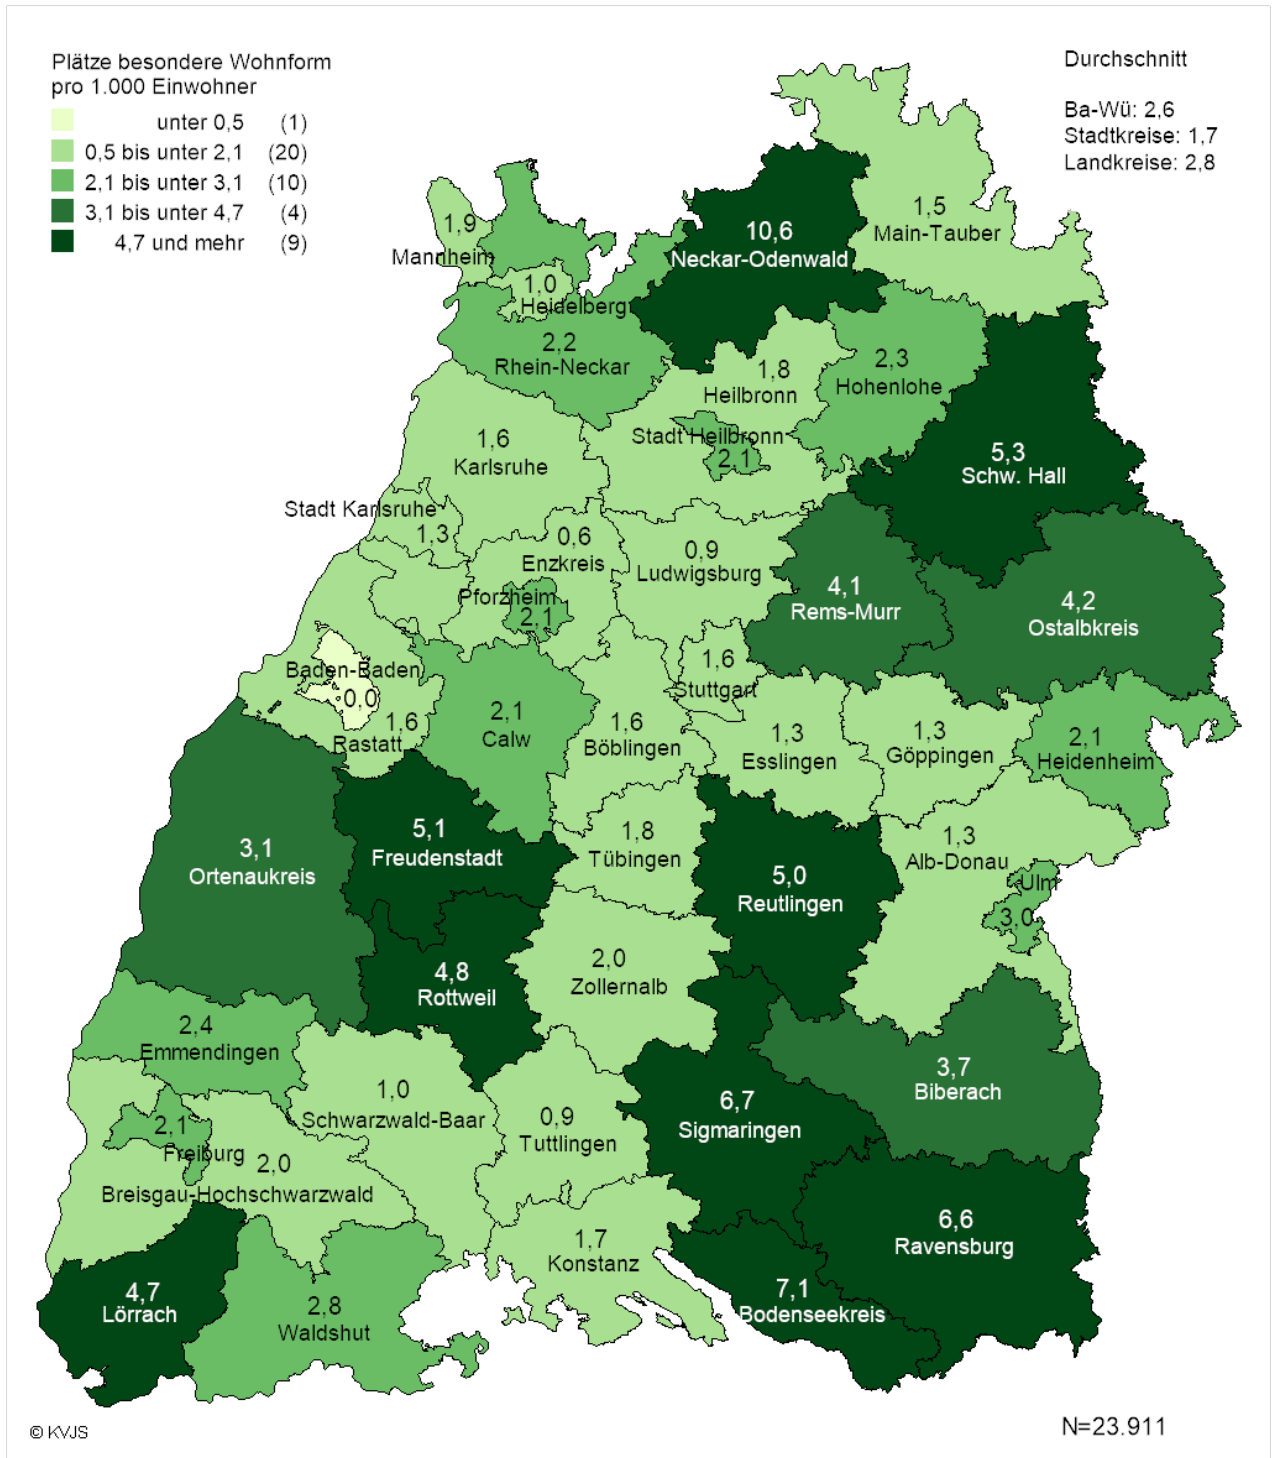 Plätze besondere Wohnform
pro 1.000 Einwohner
unter 0,5 (1)
0,5 bis unter 2,1 (20)
2,1 bis unter 3,1 (10)
3,1 bis unter 4,7 (4)
4,7 und mehr (9)
Durchschnitt
Ba-Wü: 2,6
Stadtkreise: 1,7
Landkreise: 2,8
1,5
Main-Tauber
10,6
Neckar-Odenwald
1,9
Mannheim
1,0
Heidelberg
2,2
Rhein-Neckar
1,8
Heilbronn
2,3
Hohenlohe
Stadt Heilbronn
2,1
1,6
Karlsruhe
5,3
Schw. Hall
Stadt Karlsruhe
1,3
0,6
Enzkreis
0,9
Ludwigsburg
4,1
Rems-Murr
4,2
Ostalbkreis
Pforzheim
2,1
Baden-Baden
0,0
1,6
Rastatt
1,6
Stuttgart
2,1
Calw
1,6
Böblingen
1,3
Esslingen
1,3
Göppingen
2,1
Heidenheim
3,1
Ortenaukreis
5,1
Freudenstadt
1,8
Tübingen
5,0
Reutlingen
1,3
Alb-Donau
Ulm
3,0
4,8
Rottweil
2,0
Zollernalb
2,4
Emmendingen
1,0
Schwarzwald-Baar
0,9
Tuttlingen
6,7
Sigmaringen
3,7
Biberach
2,1
Freiburg
2,0
Breisgau-Hochschwarzwald
6,6
Ravensburg
1,7
Konstanz
7,1
Bodenseekreis
4,7
Lörrach
2,8
Waldshut
© KVJS
N=23.911